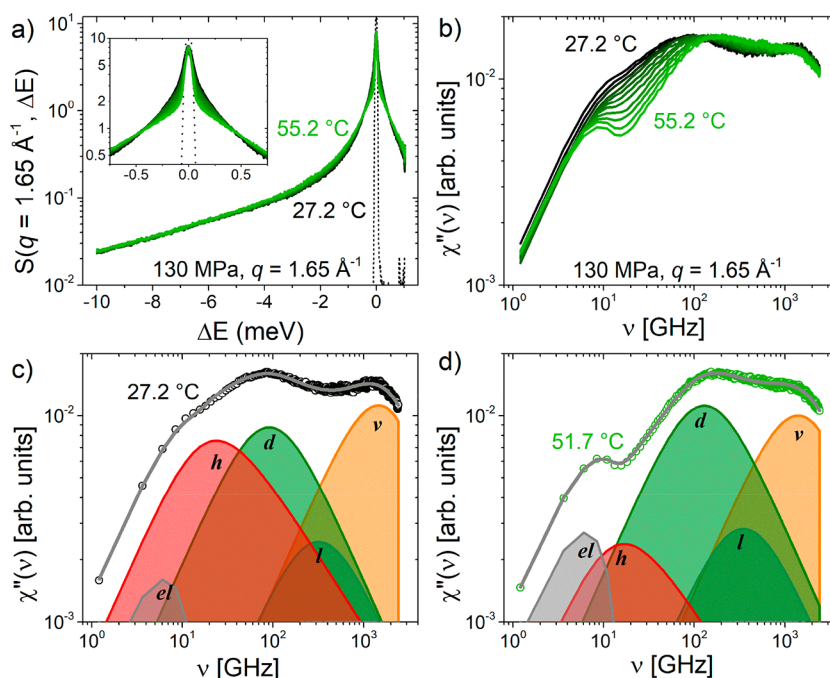 a)
S(q = 1.65 Å⁻¹, ΔE)
10¹
10⁰
10⁻¹
10⁻²
10
5
2
1
0.5
-0.5 0.0 0.5
55.2 °C
27.2 °C
130 MPa, q = 1.65 Å⁻¹
-10 -8 -6 -4 -2 0
ΔE (meV)
b)
χ"(ν) [arb. units]
10⁻²
10⁻³
27.2 °C
55.2 °C
130 MPa, q = 1.65 Å⁻¹
10⁰ 10¹ 10² 10³
ν [GHz]
c)
χ"(ν) [arb. units]
10⁻²
10⁻³
27.2 °C
h
d
v
l
el
10⁰ 10¹ 10² 10³
ν [GHz]
d)
χ"(ν) [arb. units]
10⁻²
10⁻³
51.7 °C
d
v
el
h
l
10⁰ 10¹ 10² 10³
ν [GHz]